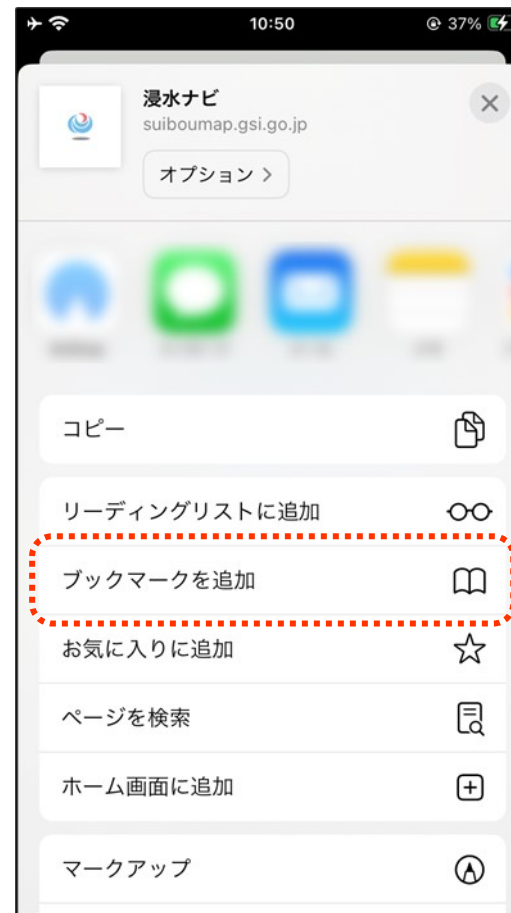 10:50
37%
浸水ナビ
suiboumap.gsi.go.jp
オプション
コピー
リーディングリストに追加
ブックマークを追加
お気に入りに追加
ページを検索
ホーム画面に追加
マークアップ